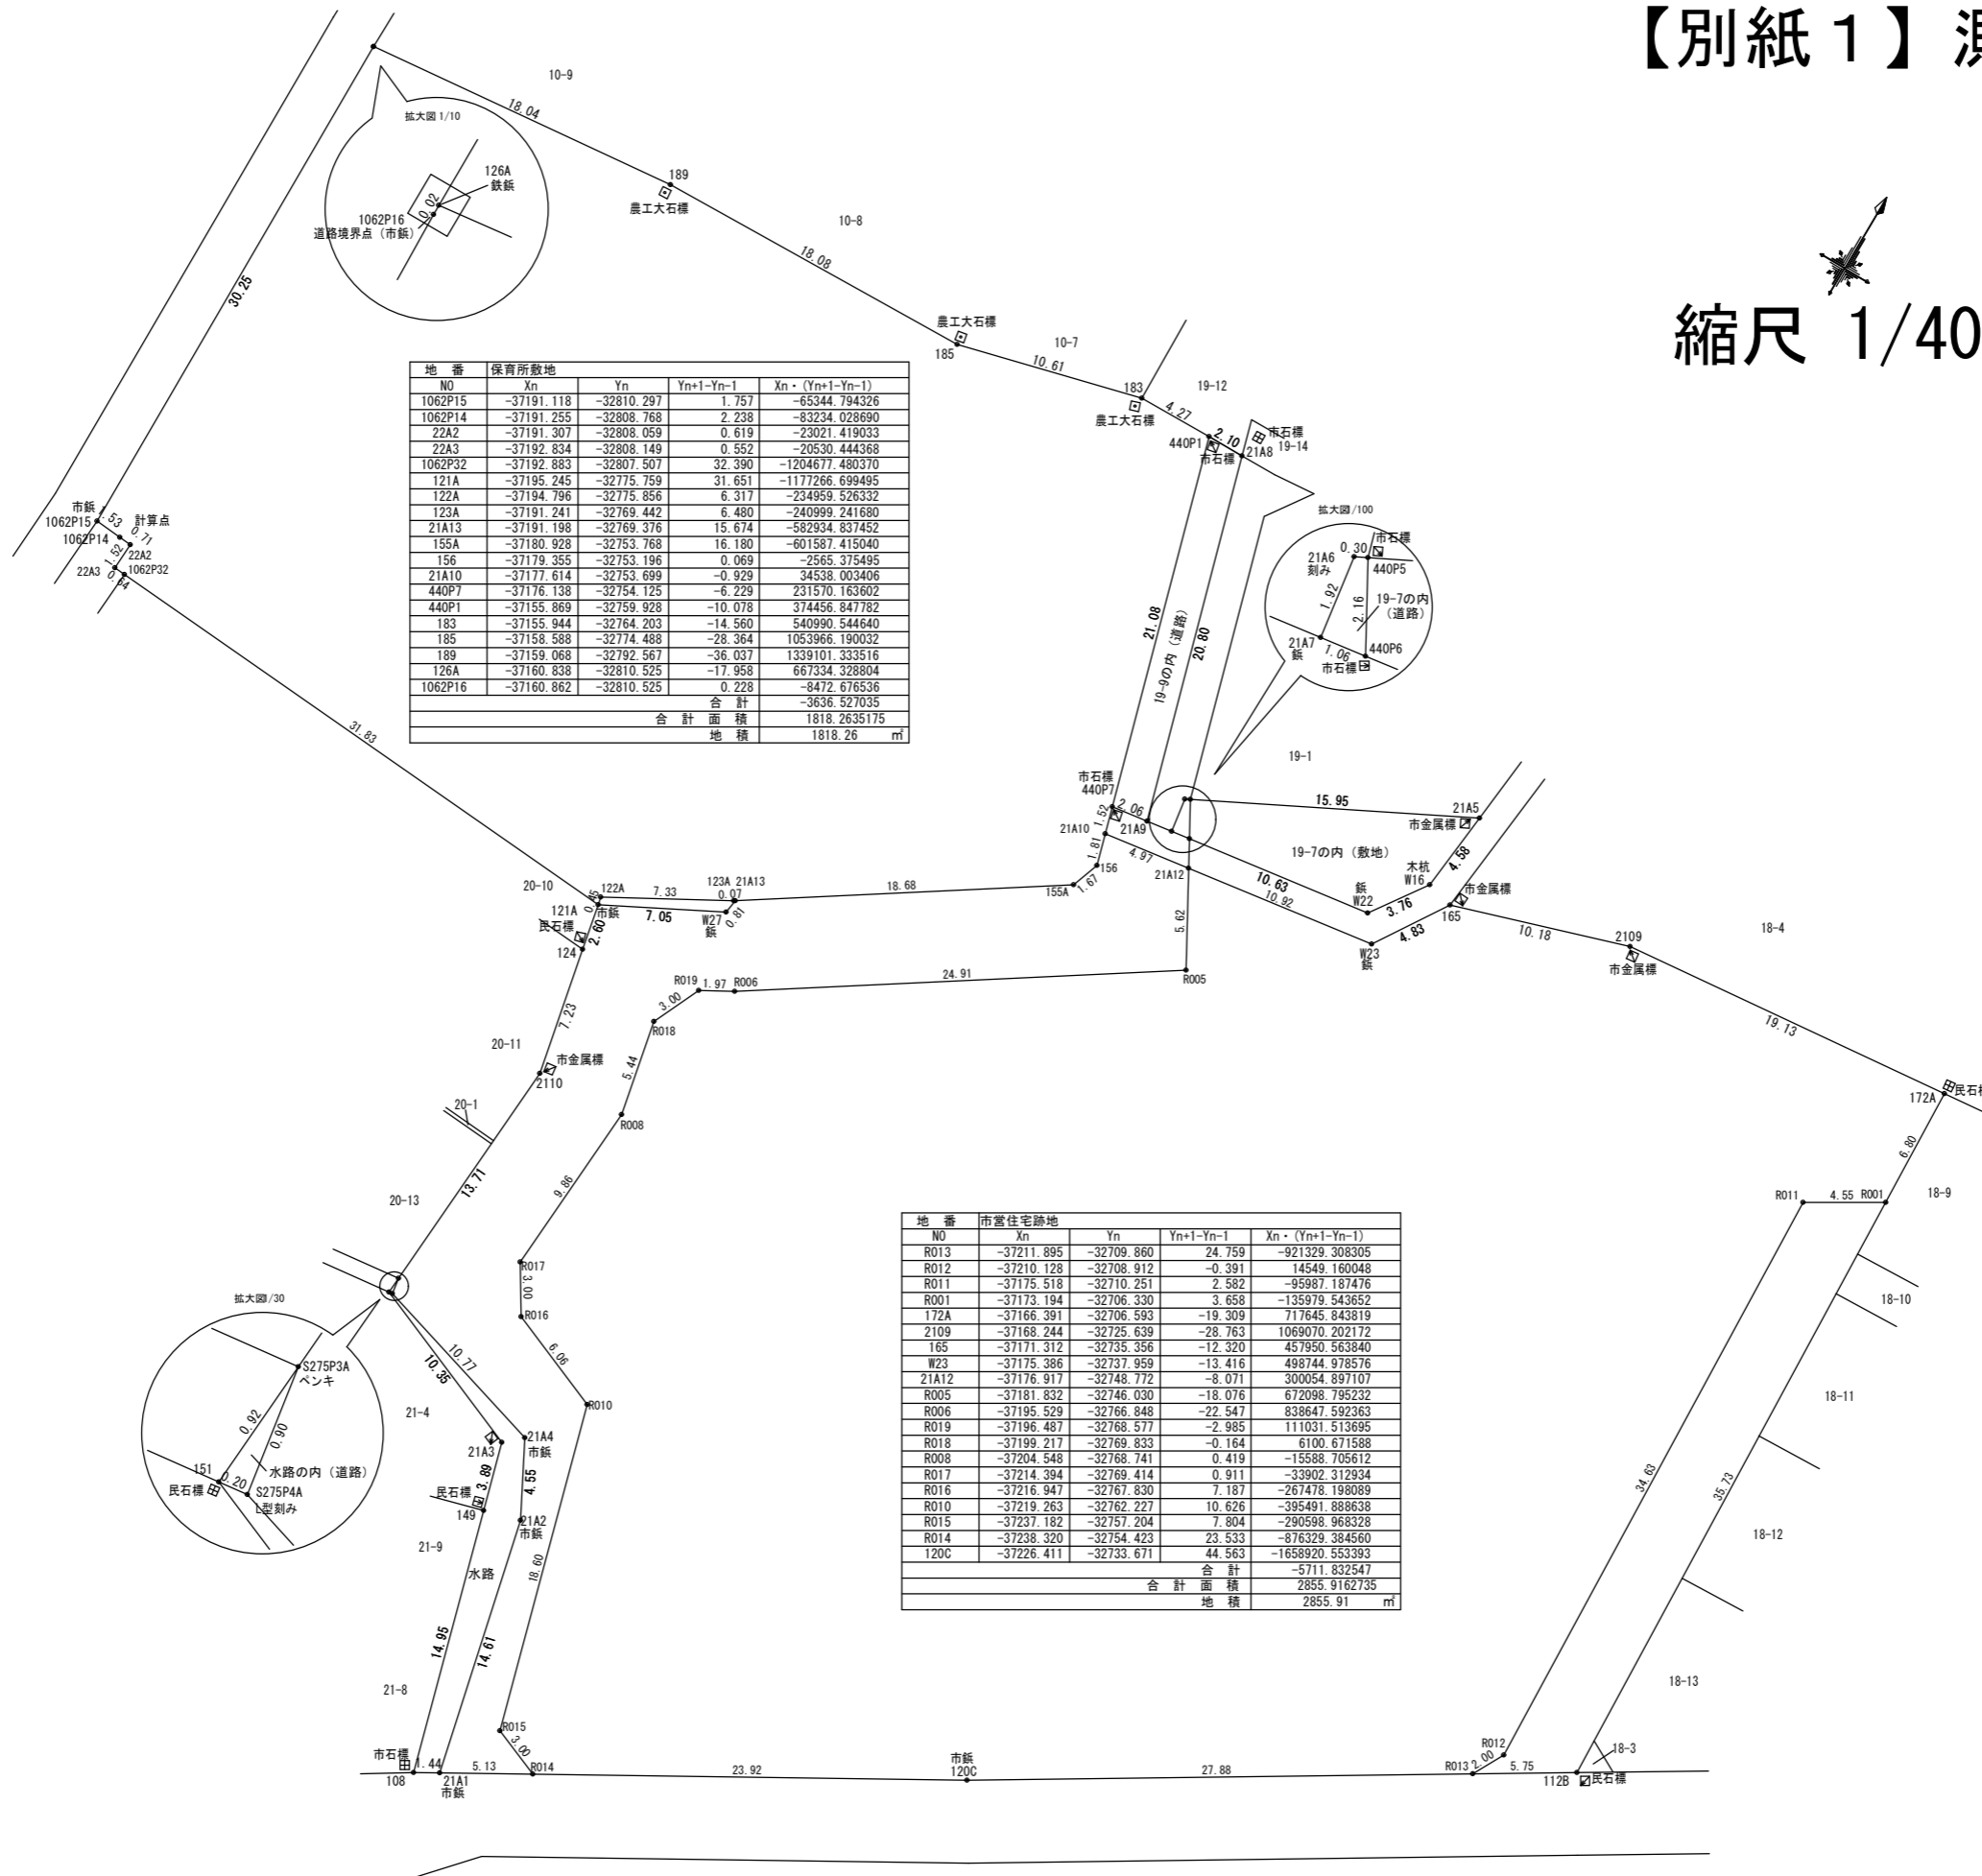 【別紙１】
縮尺 1/40
10-9
18.04
拡大図 1/10
126A
鉄鋲
0.02
1062P16
道路境界点（市鋲）
189
農工大石標
10-8
18.08
30.25
農工大石標
185
10-7
10.61
183
農工大石標
19-12
4.27
440P1
2.10
市石標
市石標
19-14
21A8
地 番 保育所敷地
NO Xn Yn Yn+1-Yn-1 Xn・(Yn+1-Yn-1)
1062P15 -37191.118 -32810.297 1.757 -65344.794326
1062P14 -37191.255 -32808.768 2.238 -83234.028690
22A2 -37191.307 -32808.059 0.619 -23021.419033
22A3 -37192.834 -32808.149 0.552 -20530.444368
1062P32 -37192.883 -32807.507 32.390 -1204677.480370
121A -37195.245 -32775.759 31.651 -1177266.699495
122A -37194.796 -32775.856 6.317 -234959.526332
123A -37191.241 -32769.442 6.480 -240999.241680
21A13 -37191.198 -32769.376 15.674 -582934.837452
155A -37180.928 -32753.768 16.180 -601587.415040
156 -37179.355 -32753.196 0.069 -2565.375495
21A10 -37177.614 -32753.699 -0.929 34538.003406
440P7 -37176.138 -32754.125 -6.229 231570.163602
440P1 -37155.869 -32759.928 -10.078 374456.847782
183 -37155.944 -32764.203 -14.560 540990.544640
185 -37158.588 -32774.488 -28.364 1053966.190032
189 -37159.068 -32792.567 -36.037 1339101.333516
126A -37160.838 -32810.525 -17.958 667334.328804
1062P16 -37160.862 -32810.525 0.228 -8472.676536
合 計 -3636.527035
合 計 面 積 1818.2635175
地 積 1818.26 ㎡
市鋲
1062P15
1.53
計算点
1062P14
0.71
22A2
1.52
22A3
1062P32
0.64
31.83
拡大図/100
0.30
市石標
21A6
刻み
440P5
1.92
2.16
19-7の内
（道路）
21A7
鋲
1.06
440P6
市石標
21.08
19-9の内（道路）
20.80
19-1
市石標
440P7
2.06
1.52
21A10
21A9
15.95
21A5
市金属標
1.81
4.97
156
1.67
155A
21A12
19-7の内（敷地）
木杭
W16
4.58
10.63
鋲
W22
3.76
市金属標
165
10.92
W23
鋲
4.83
10.18
2109
市金属標
18-4
19.13
20-10
122A
7.33
123A 21A13
0.07
18.68
0.45
121A
市鋲
7.05
W27
鋲
0.81
民石標
2.60
124
5.62
R005
24.91
R019
1.97
R006
3.00
R018
7.23
20-11
市金属標
2110
5.44
R008
20-1
13.71
9.86
20-13
R017
3.00
R016
172A
6.80
R011
4.55
R001
18-9
18-10
18-11
18-12
18-13
18-3
34.63
35.73
地 番 市営住宅跡地
NO Xn Yn Yn+1-Yn-1 Xn・(Yn+1-Yn-1)
R013 -37211.895 -32709.860 24.759 -921329.308305
R012 -37210.128 -32708.912 -0.391 14549.160048
R011 -37175.518 -32710.251 2.582 -95987.187476
R001 -37173.194 -32706.330 3.658 -135979.543652
172A -37166.391 -32706.593 -19.309 717645.843819
2109 -37168.244 -32725.639 -28.763 1069070.202172
165 -37171.312 -32735.356 -12.320 457950.563840
W23 -37175.386 -32737.959 -13.416 498744.978576
21A12 -37176.917 -32748.772 -8.071 300054.897107
R005 -37181.832 -32746.030 -18.076 672098.795232
R006 -37195.529 -32766.848 -22.547 838647.592363
R019 -37196.487 -32768.577 -2.985 111031.513695
R018 -37199.217 -32769.833 -0.164 6100.671588
R008 -37204.548 -32768.741 0.419 -15588.705612
R017 -37214.394 -32769.414 0.911 -33902.312934
R016 -37216.947 -32767.830 7.187 -267478.198089
R010 -37219.263 -32762.227 10.626 -395491.888638
R015 -37237.182 -32757.204 7.804 -290598.968328
R014 -37238.320 -32754.423 23.533 -876329.384560
120C -37226.411 -32733.671 44.563 -1658920.553393
合 計 -5711.832547
合 計 面 積 2855.9162735
地 積 2855.91 ㎡
拡大図/30
S275P3A
ペンキ
0.92
0.90
151
水路の内（道路）
0.20
民石標
S275P4A
L型刻み
10.77
10.35
6.06
R010
21-4
21A4
市鋲
21A3
3.89
4.55
民石標
149
21A2
市鋲
21-9
水路
18.60
14.95
14.61
21-8
R015
3.00
市石標
1.44
108
21A1
市鋲
5.13
R014
23.92
市鋲
120C
27.88
R013
2.00
R012
5.75
112B
民石標